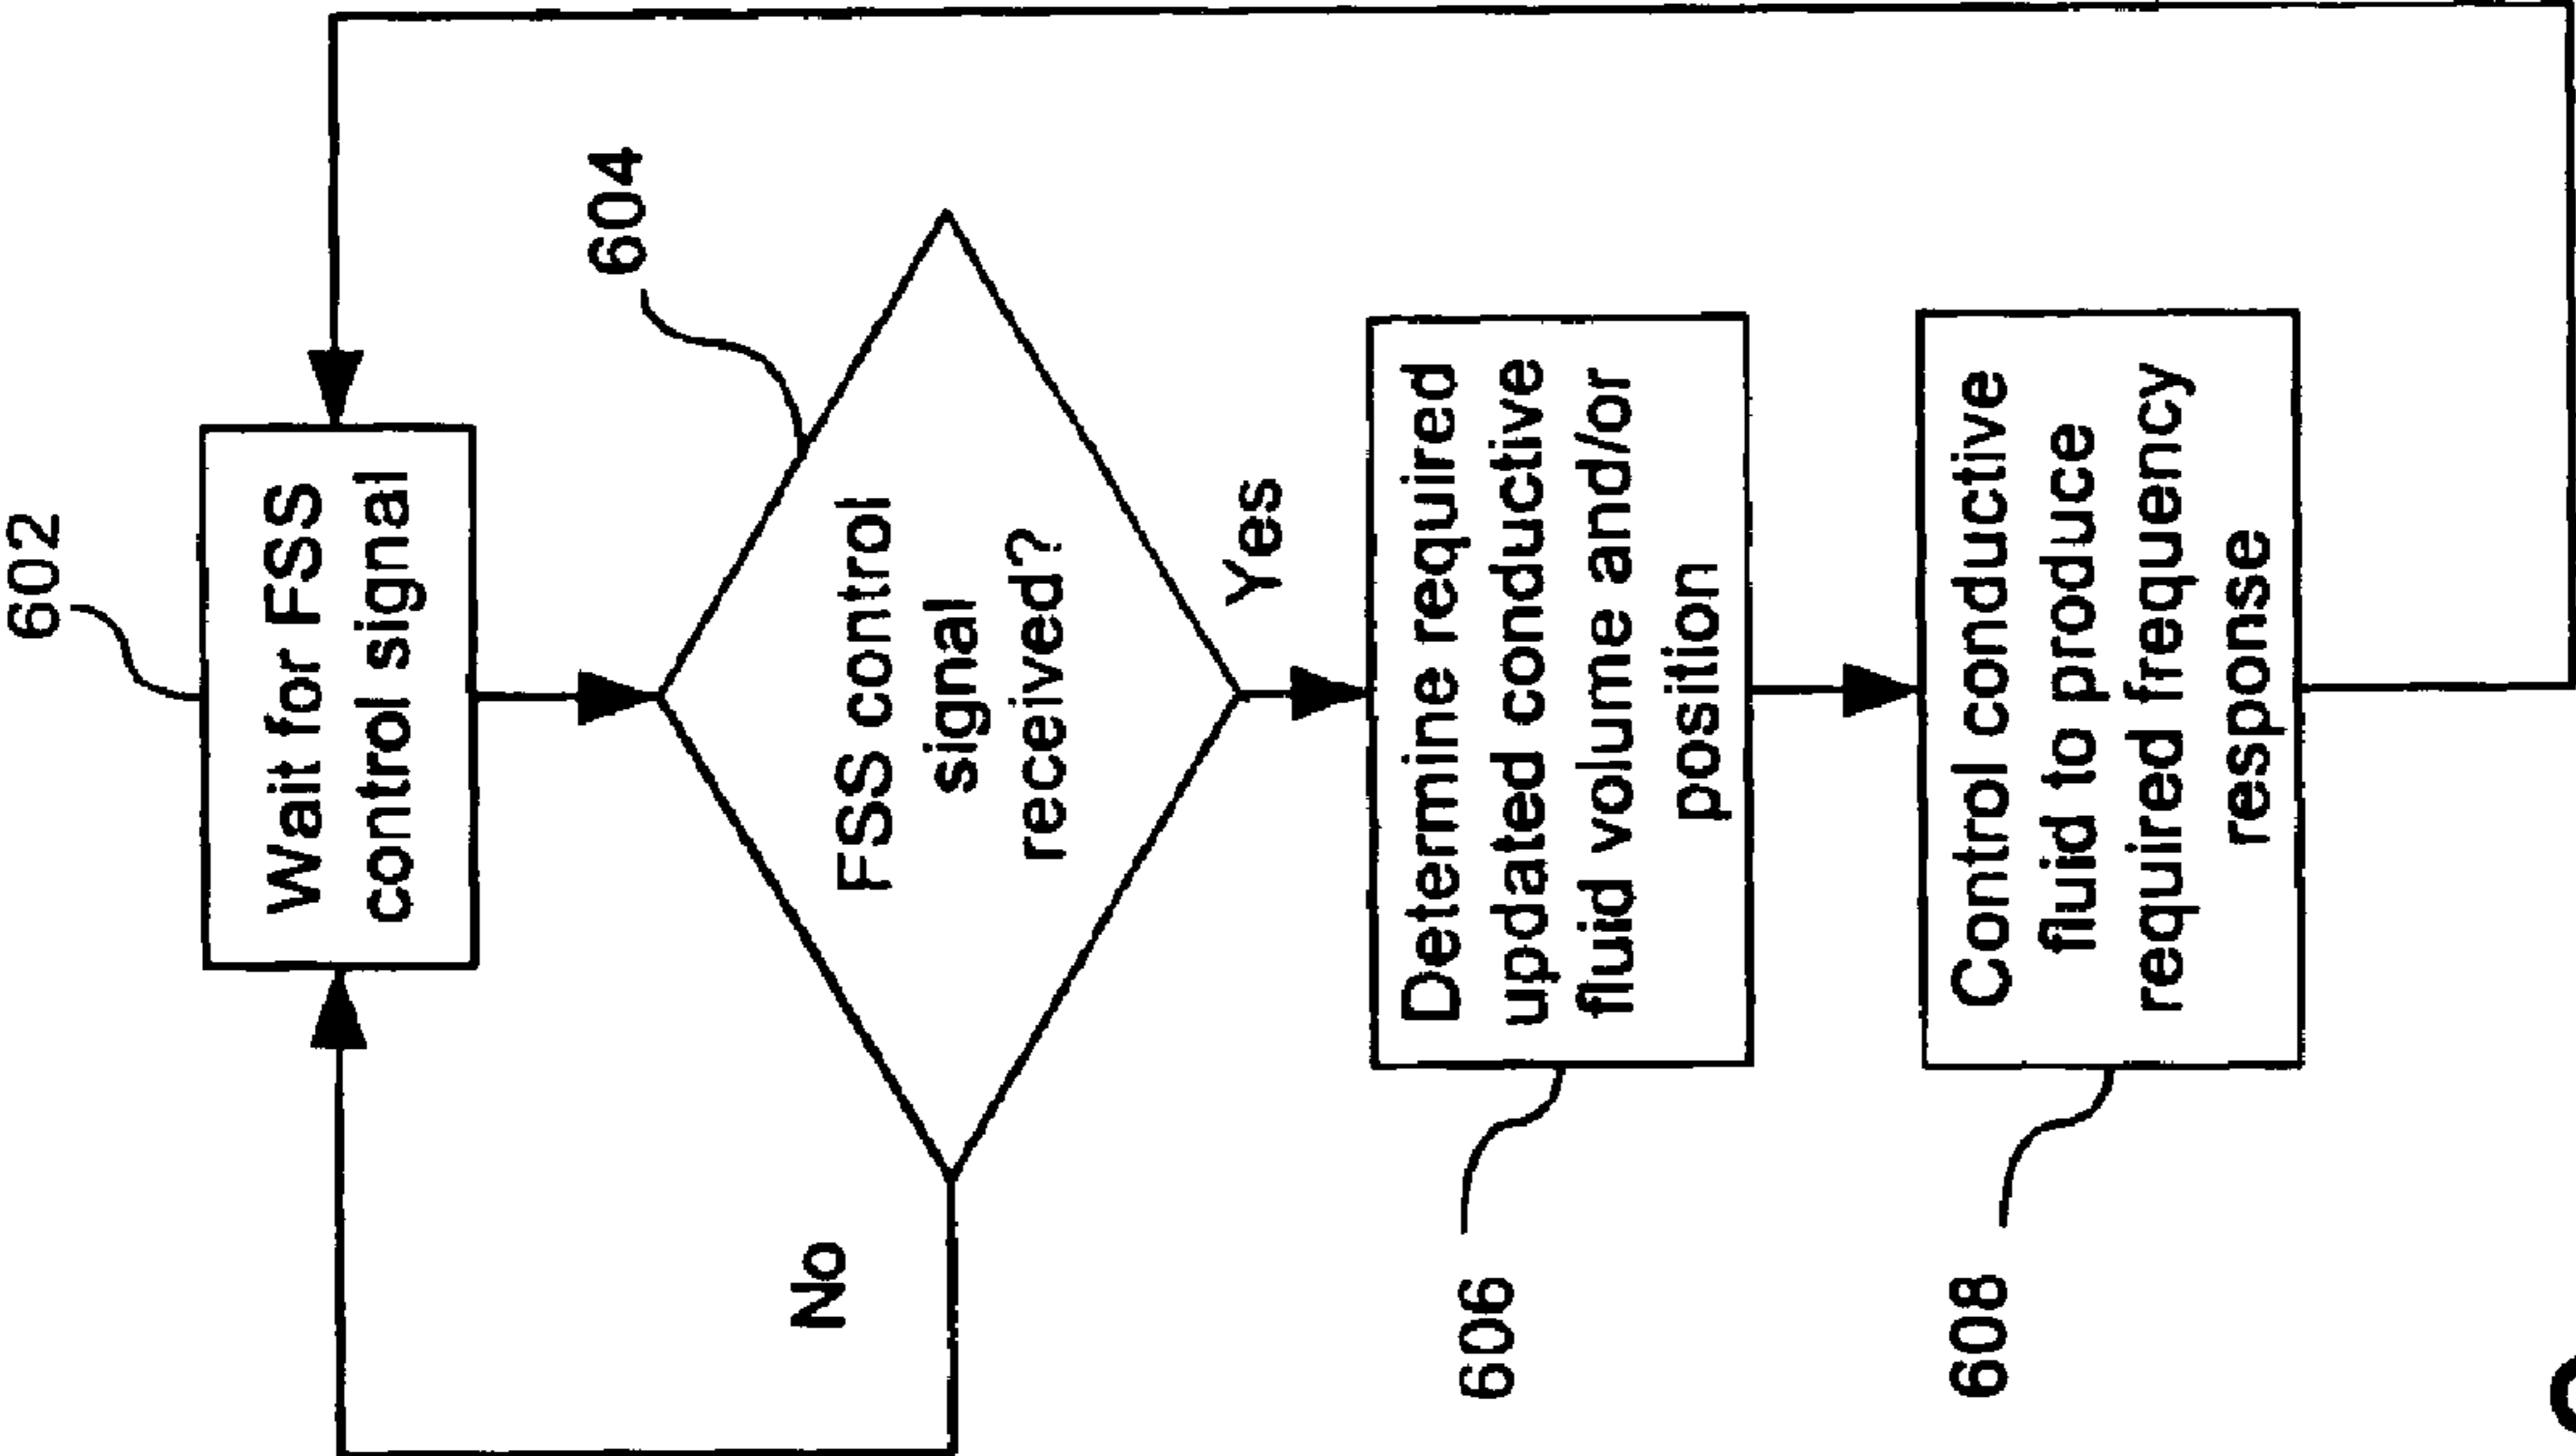 602
Wait for FSS
control signal
604
FSS control
signal
received?
No
Yes
606
Determine required
updated conductive
fluid volume and/or
position
608
Control conductive
fluid to produce
required frequency
response